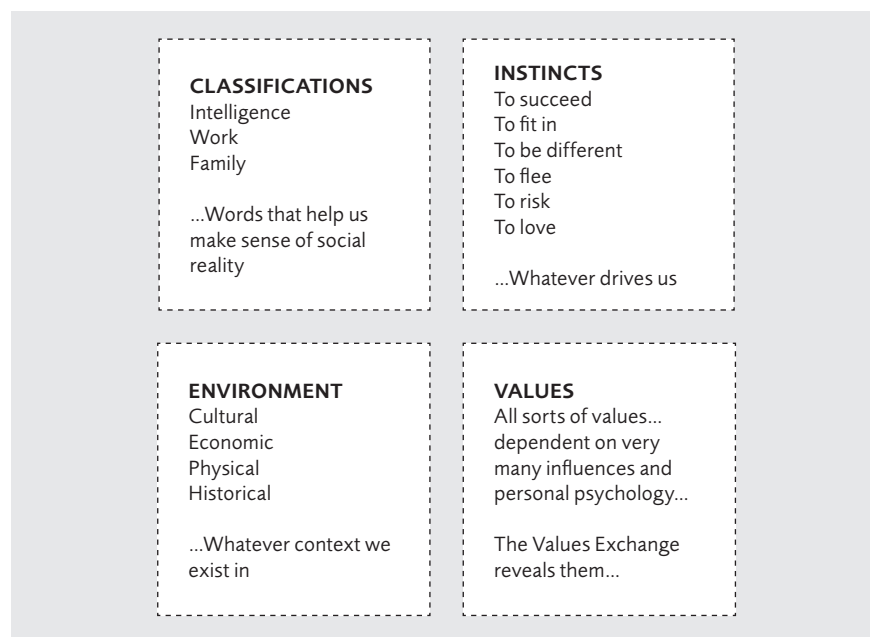 CLASSIFICATIONS
Intelligence
Work
Family
...Words that help us
make sense of social
reality
INSTINCTS
To succeed
To fit in
To be different
To flee
To risk
To love
...Whatever drives us
ENVIRONMENT
Cultural
Economic
Physical
Historical
...Whatever context we
exist in
VALUES
All sorts of values...
dependent on very
many influences and
personal psychology...
The Values Exchange
reveals them...